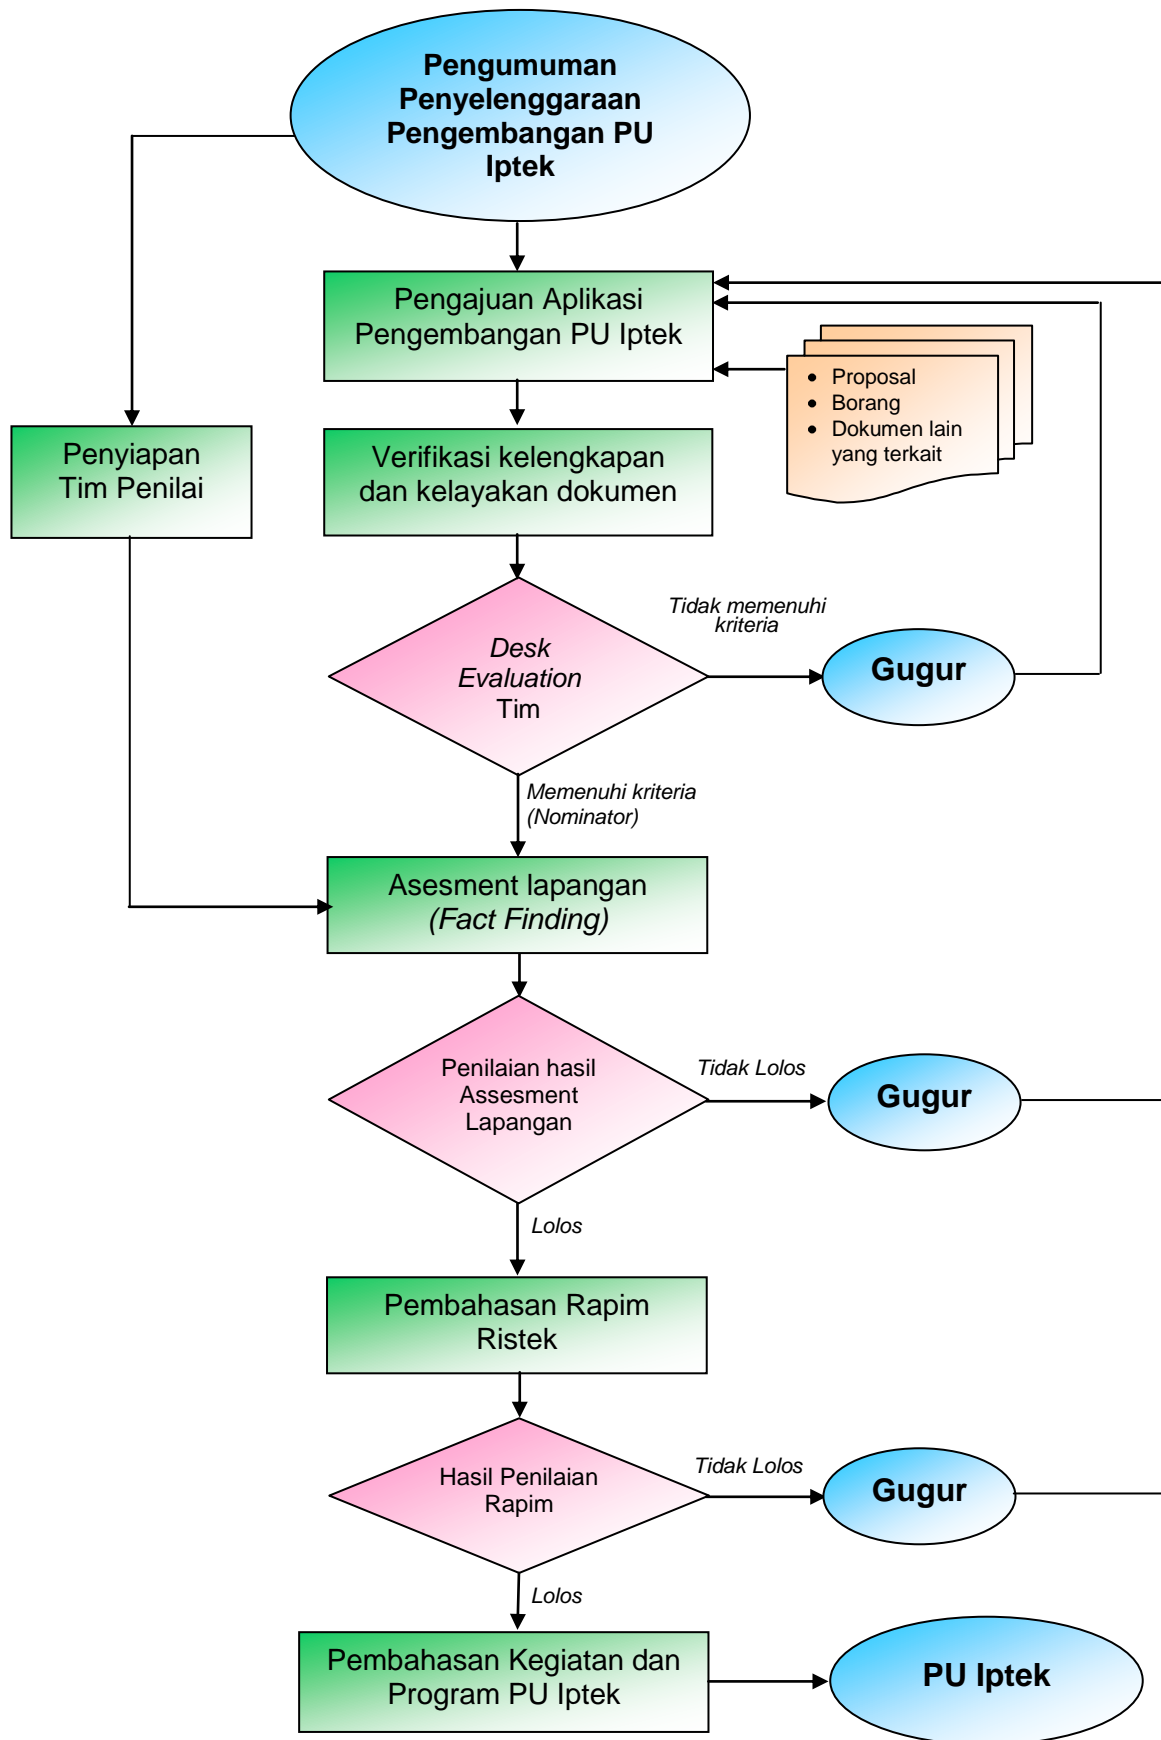 Pengumuman
Penyelenggaraan
Pengembangan PU
Iptek
Pengajuan Aplikasi
Pengembangan PU Iptek
• Proposal
• Borang
• Dokumen lain
yang terkait
Penyiapan
Tim Penilai
Verifikasi kelengkapan
dan kelayakan dokumen
Desk
Evaluation
Tim
Tidak memenuhi
kriteria
Gugur
Memenuhi kriteria
(Nominator)
Asesment lapangan
(Fact Finding)
Penilaian hasil
Assesment
Lapangan
Tidak Lolos
Gugur
Lolos
Pembahasan Rapim
Ristek
Hasil Penilaian
Rapim
Tidak Lolos
Gugur
Lolos
Pembahasan Kegiatan dan
Program PU Iptek
PU Iptek